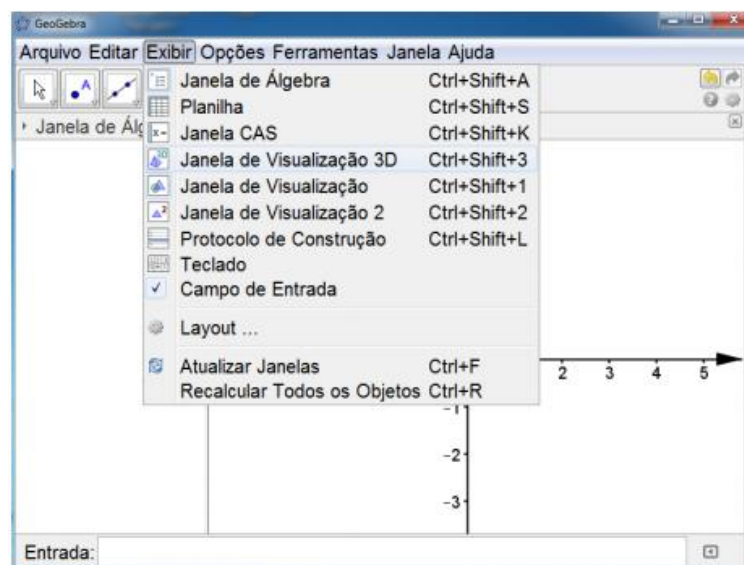 GeoGebra
Arquivo Editar Exibir Opções Ferramentas Janela Ajuda
A
Janela de Álgebra Ctrl+Shift+A
Planilha Ctrl+Shift+S
Janela de Álg
Janela CAS Ctrl+Shift+K
Janela de Visualização 3D Ctrl+Shift+3
Janela de Visualização Ctrl+Shift+1
Janela de Visualização 2 Ctrl+Shift+2
Protocolo de Construção Ctrl+Shift+L
Teclado
Campo de Entrada
Layout ...
Atualizar Janelas Ctrl+F
2 3 4 5
Recalcular Todos os Objetos Ctrl+R
-1
-2
-3
Entrada: